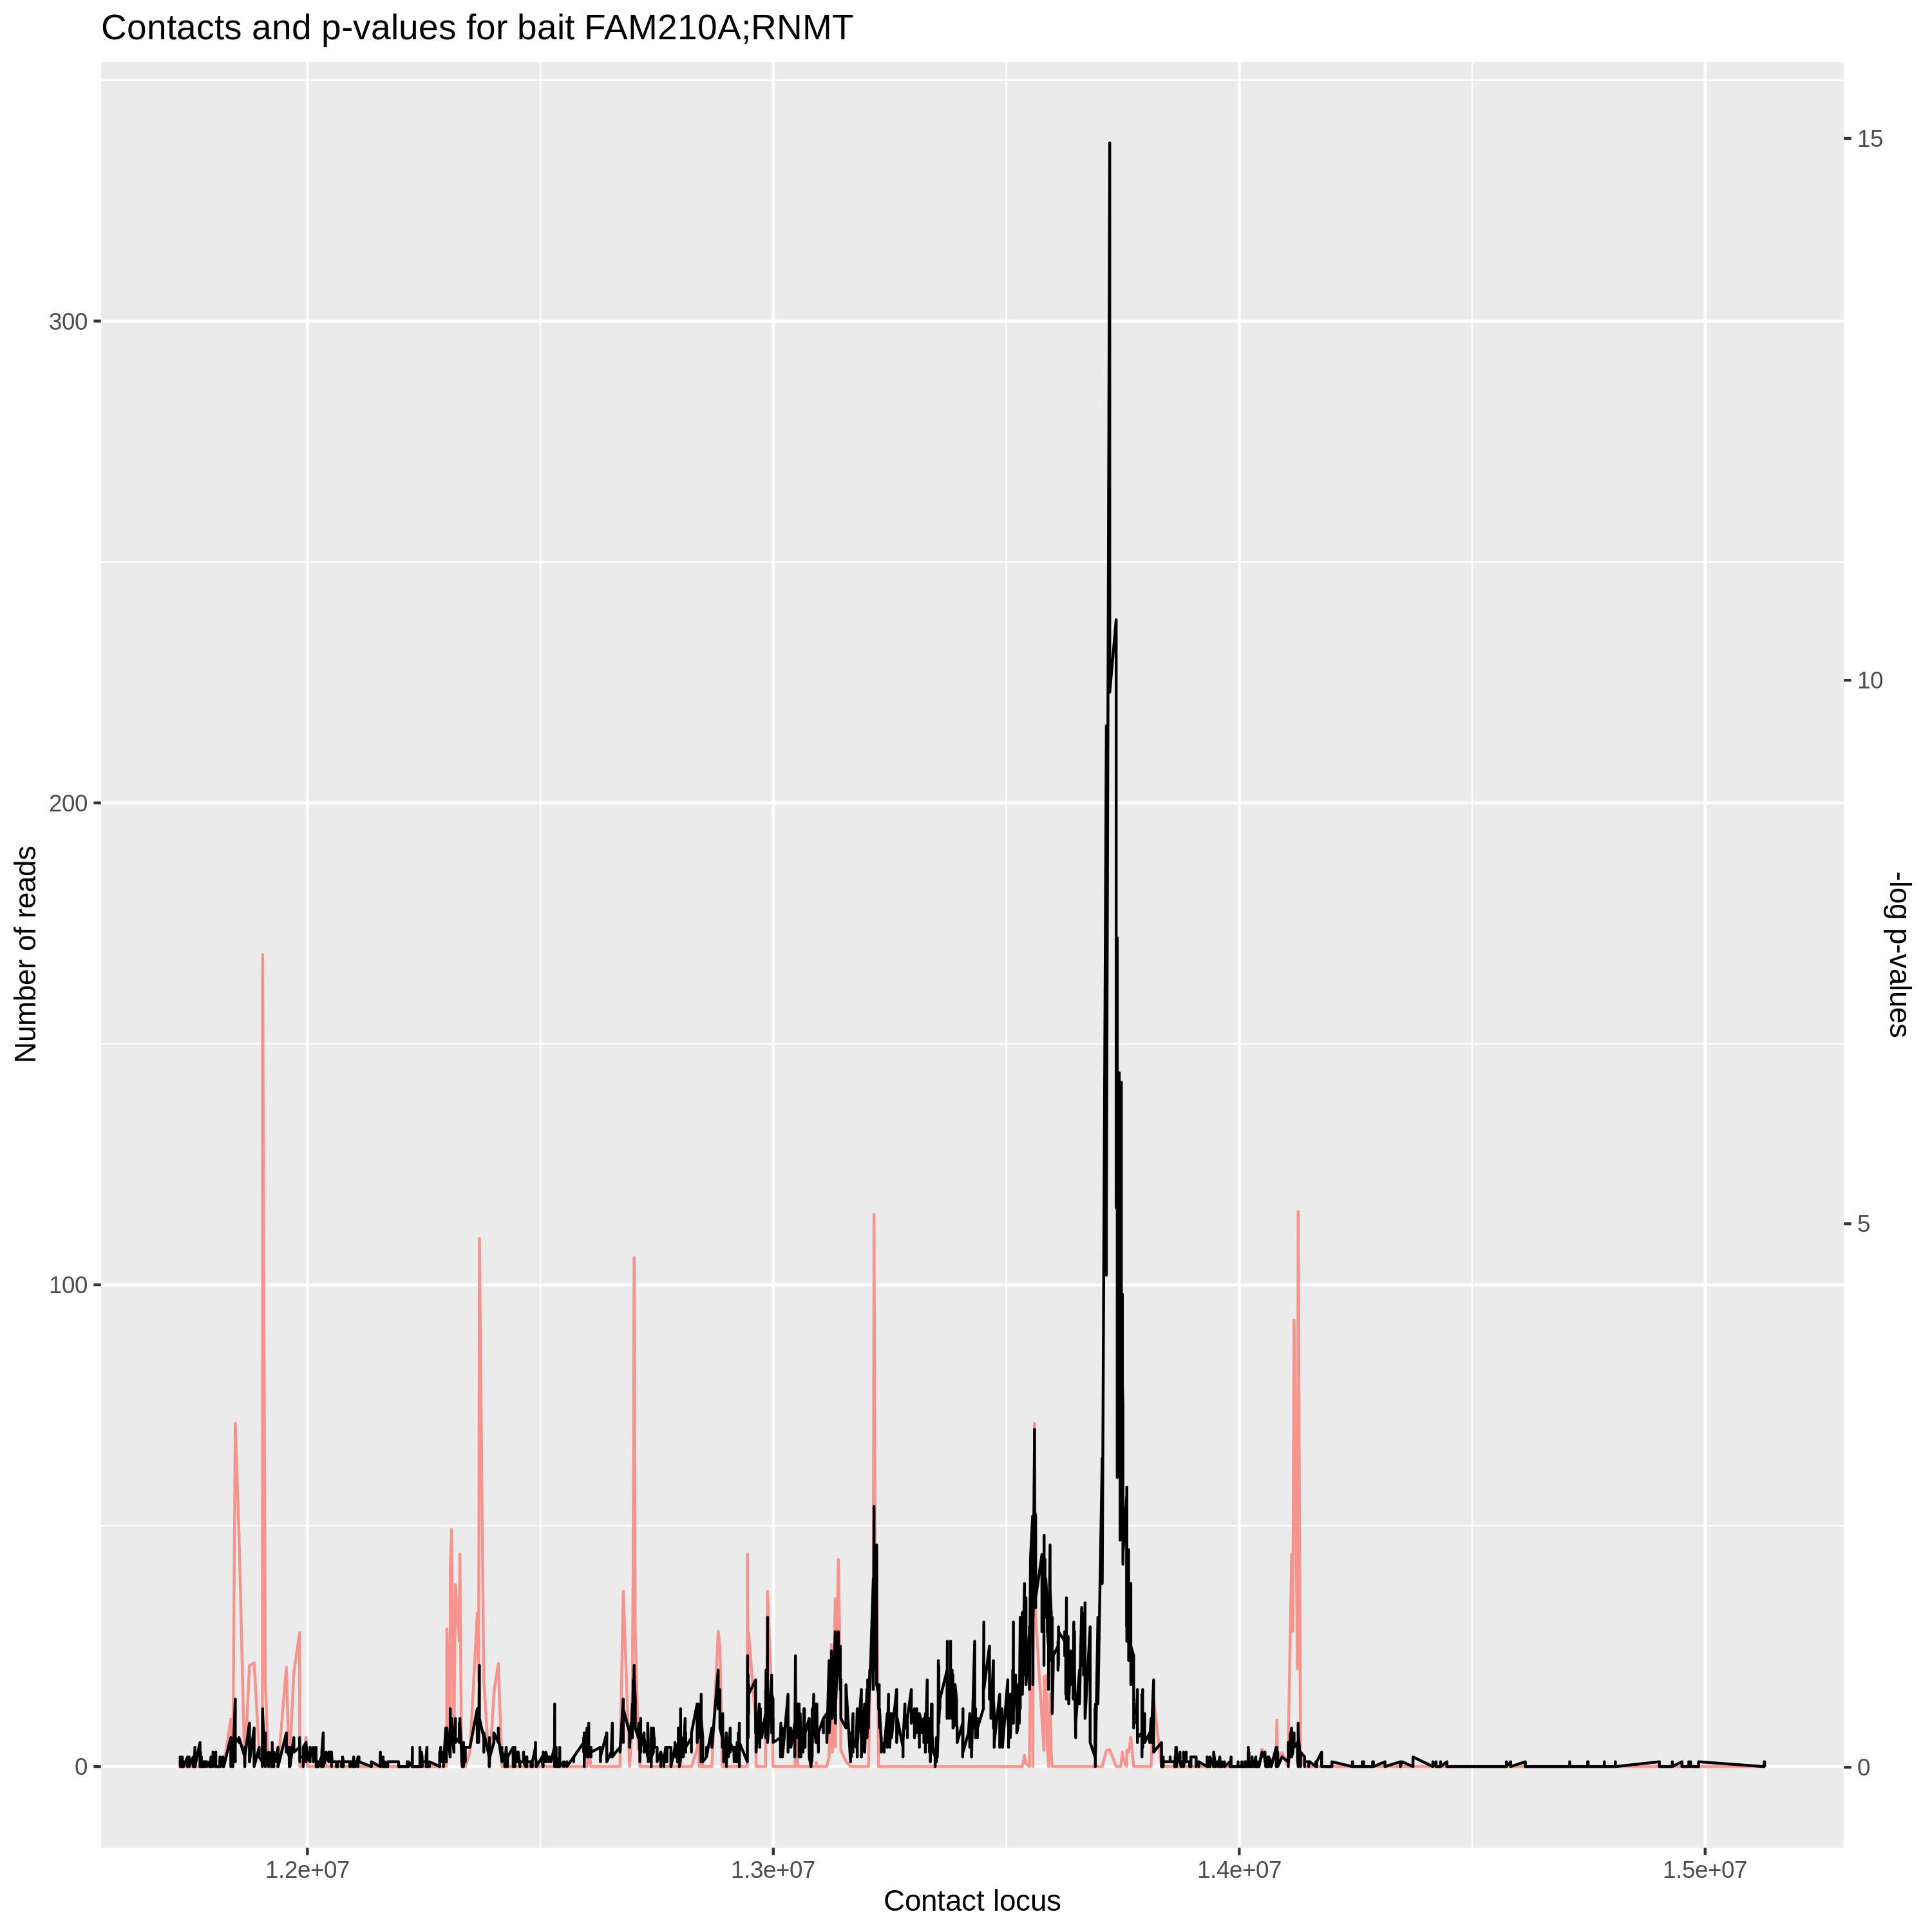 Contacts and p-values for bait FAM210A;RNMT
300
200
100
0
Number of reads
15
10
5
0
-log p-values
1.2e+07
1.3e+07
1.4e+07
1.5e+07
Contact locus